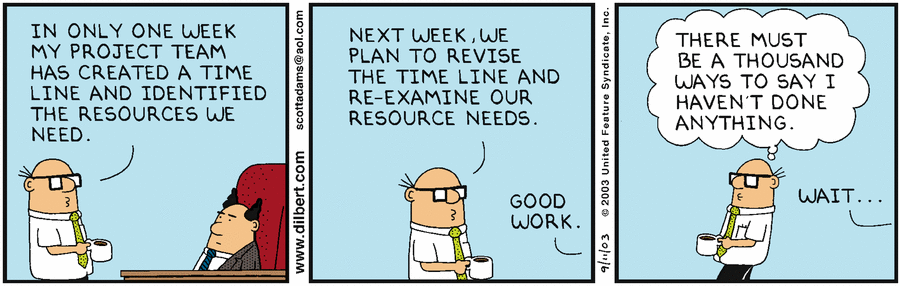 IN ONLY ONE WEEK
MY PROJECT TEAM
HAS CREATED A TIME
LINE AND IDENTIFIED
THE RESOURCES WE
NEED.
www.dilbert.com scottadams@aol.com
NEXT WEEK, WE
PLAN TO REVISE
THE TIME LINE AND
RE-EXAMINE OUR
RESOURCE NEEDS.
GOOD
WORK.
9/11/03 © 2003 United Feature Syndicate, Inc.
THERE MUST
BE A THOUSAND
WAYS TO SAY I
HAVEN'T DONE
ANYTHING.
WAIT...